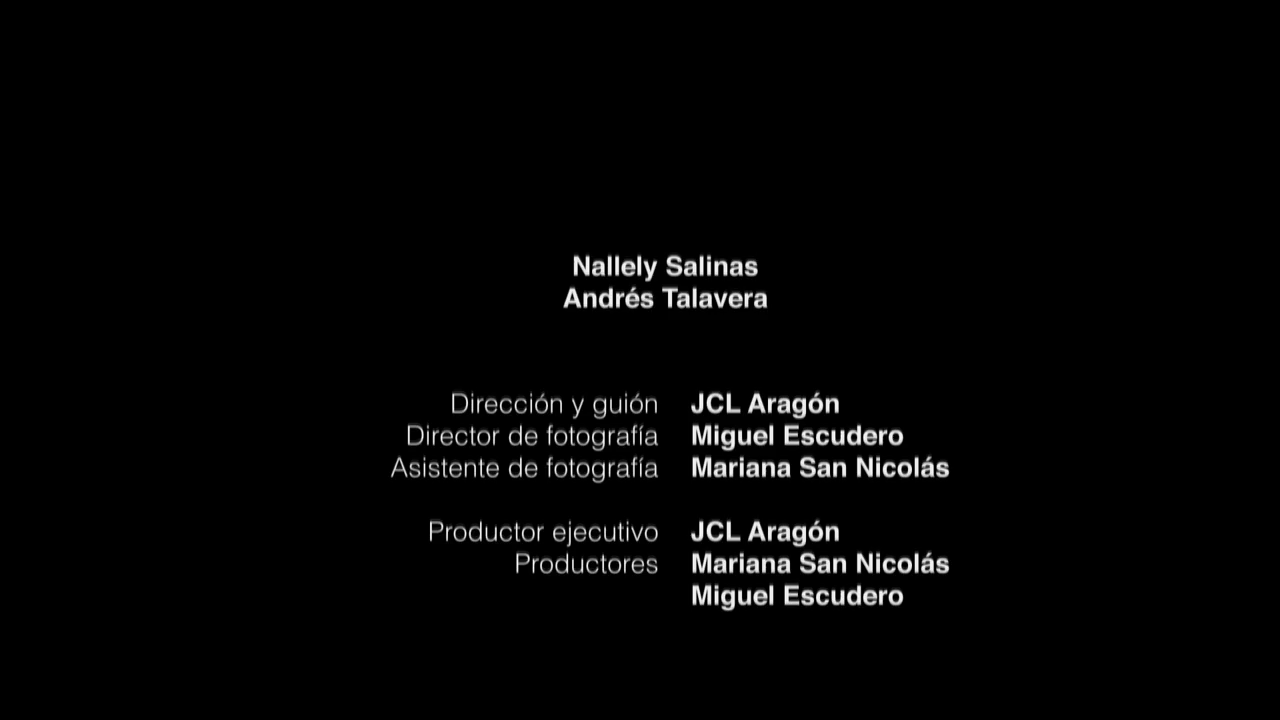 Nallely Salinas
Andrés Talavera
Dirección y guión JCL Aragón
Director de fotografía Miguel Escudero
Asistente de fotografía Mariana San Nicolás
Productor ejecutivo JCL Aragón
Productores Mariana San Nicolás
Miguel Escudero